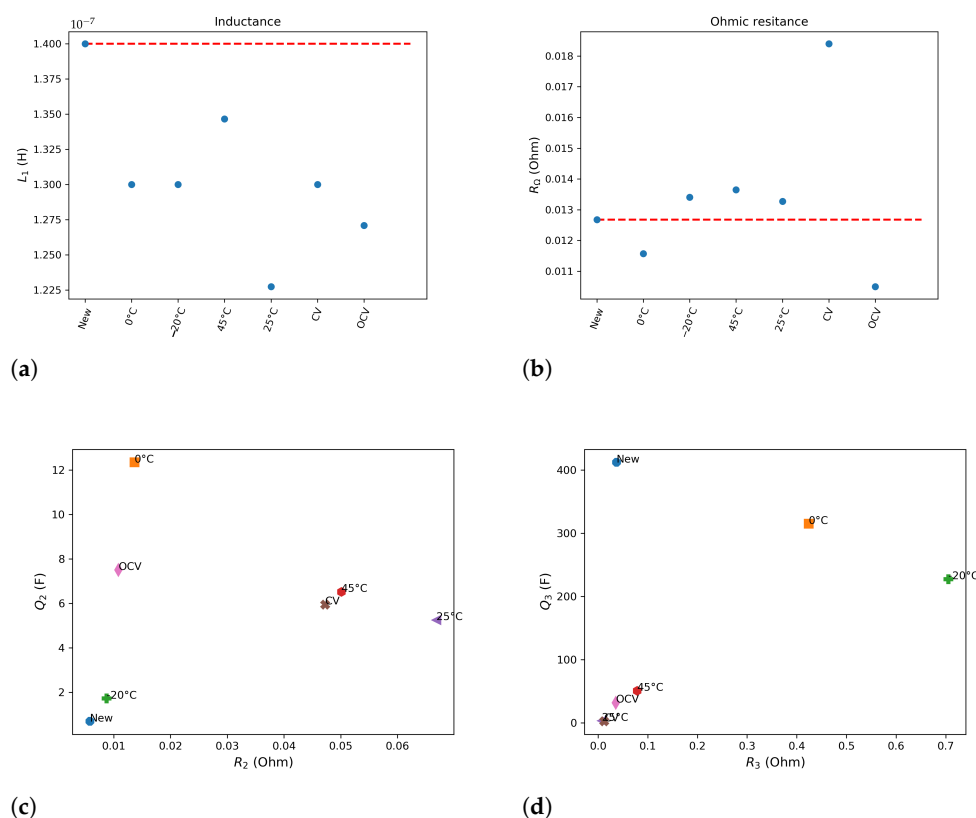 Inductance
10⁻⁷
L₁ (H)
1.400
1.375
1.350
1.325
1.300
1.275
1.250
1.225
New
0°C
−20°C
45°C
25°C
CV
OCV
(a)
Ohmic resitance
R_Ω (Ohm)
0.018
0.017
0.016
0.015
0.014
0.013
0.012
0.011
New
0°C
−20°C
45°C
25°C
CV
OCV
(b)
Q₂ (F)
12
10
8
6
4
2
0°C
OCV
45°C
CV
25°C
−20°C
New
0.01 0.02 0.03 0.04 0.05 0.06
R₂ (Ohm)
(c)
Q₃ (F)
400
300
200
100
0
New
0°C
−20°C
45°C
OCV
25°C
CV
0.0 0.1 0.2 0.3 0.4 0.5 0.6 0.7
R₃ (Ohm)
(d)